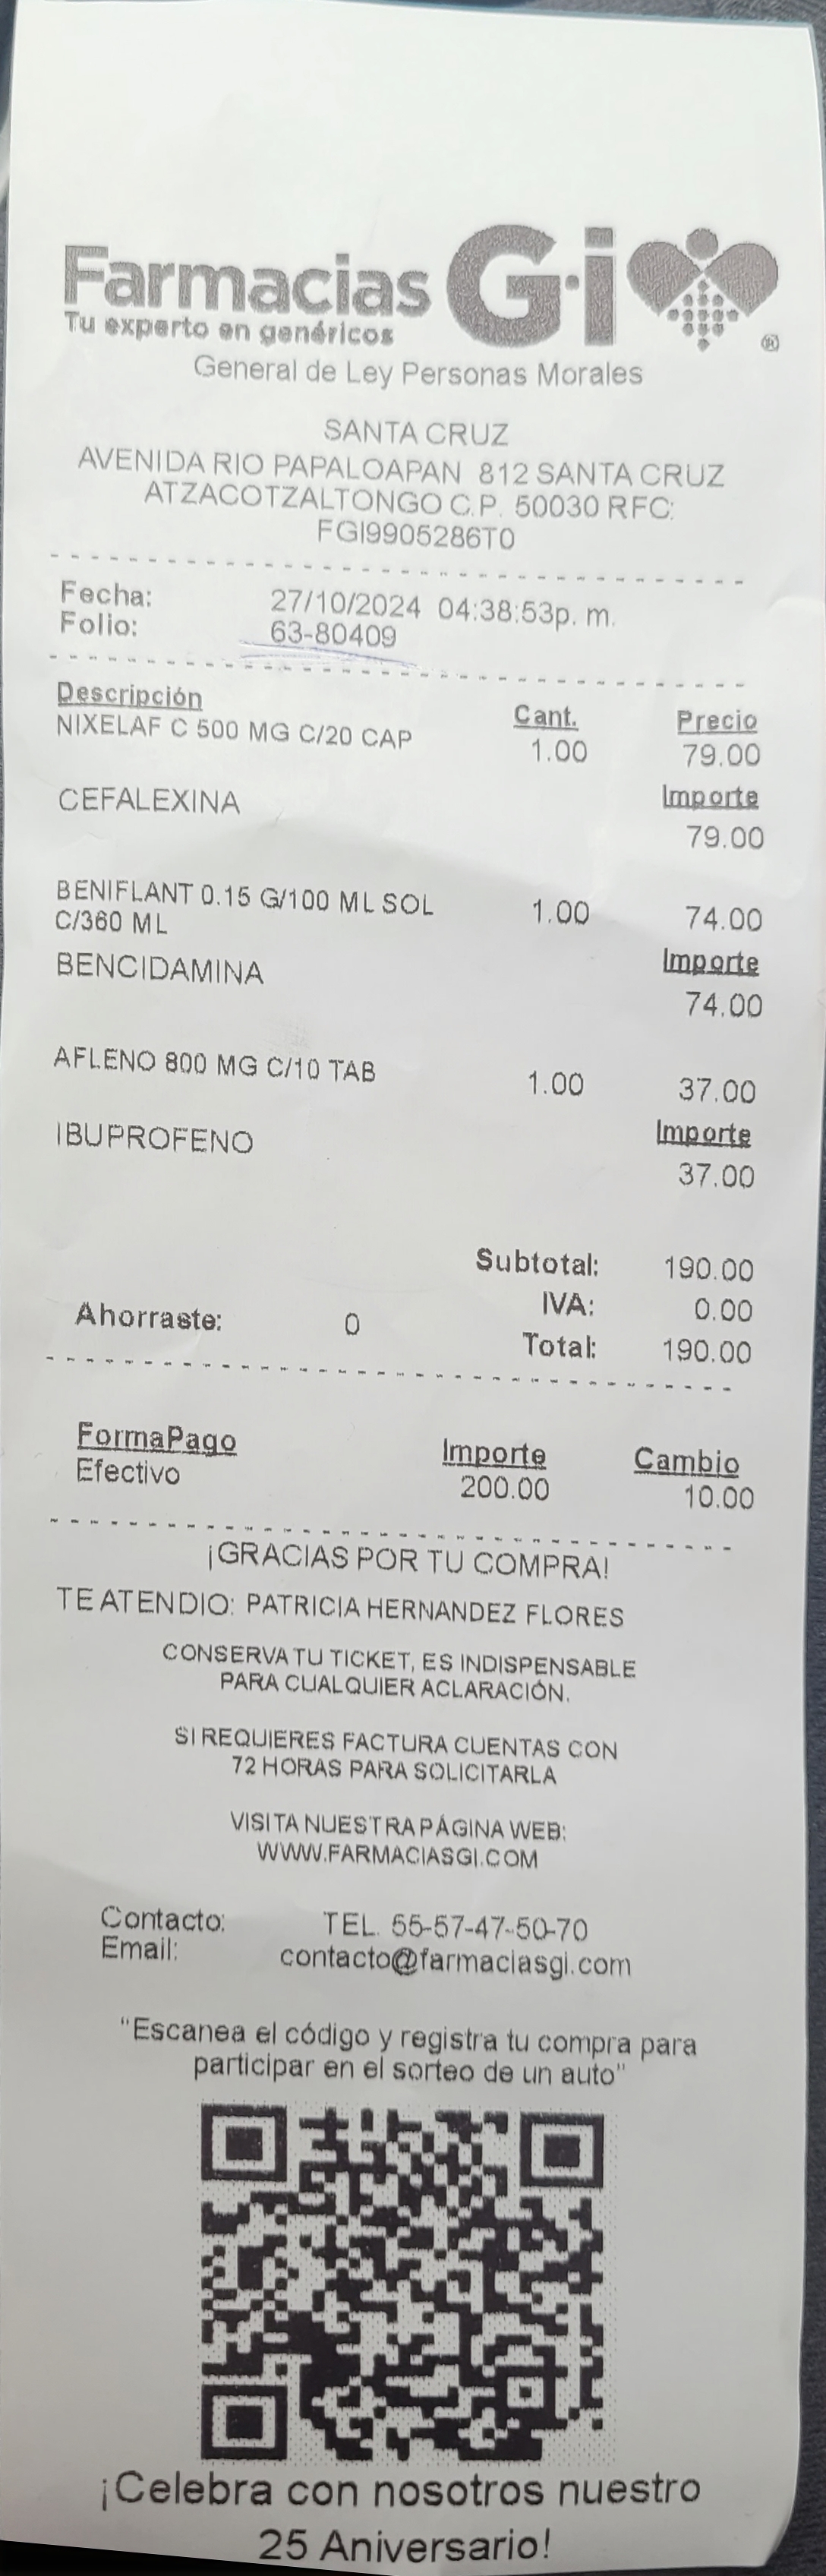 Farmacias G·i ®
Tu experto en genéricos
General de Ley Personas Morales
SANTA CRUZ
AVENIDA RIO PAPALOAPAN 812 SANTA CRUZ
ATZACOTZALTONGO C.P. 50030 RFC:
FGI9905286T0
Fecha: 27/10/2024 04:38:53p. m.
Folio: 63-80409
Descripción Cant. Precio
NIXELAF C 500 MG C/20 CAP 1.00 79.00
CEFALEXINA Importe
79.00
BENIFLANT 0.15 G/100 ML SOL 1.00 74.00
C/360 ML
BENCIDAMINA Importe
74.00
AFLENO 800 MG C/10 TAB 1.00 37.00
IBUPROFENO Importe
37.00
Subtotal: 190.00
IVA: 0.00
Ahorraste: 0 Total: 190.00
FormaPago Importe Cambio
Efectivo 200.00 10.00
¡GRACIAS POR TU COMPRA!
TE ATENDIO: PATRICIA HERNANDEZ FLORES
CONSERVA TU TICKET, ES INDISPENSABLE
PARA CUALQUIER ACLARACIÓN.
SI REQUIERES FACTURA CUENTAS CON
72 HORAS PARA SOLICITARLA
VISITA NUESTRA PÁGINA WEB:
WWW.FARMACIASGI.COM
Contacto: TEL. 55-57-47-50-70
Email: contacto@farmaciasgi.com
"Escanea el código y registra tu compra para
participar en el sorteo de un auto"
¡Celebra con nosotros nuestro
25 Aniversario!